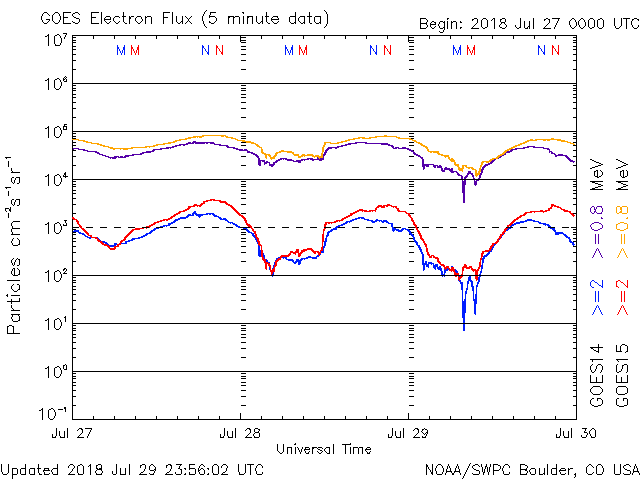 GOES Electron Flux (5 minute data)
Begin: 2018 Jul 27 0000 UTC
M M N N M M N N M M N N
10⁷
10⁶
10⁵
10⁴
10³
10²
10¹
10⁰
10⁻¹
Particles cm⁻²s⁻¹sr⁻¹
Jul 27 Jul 28 Jul 29 Jul 30
Universal Time
GOES14 >=2 >=0.8 MeV
GOES15 >=2 >=0.8 MeV
Updated 2018 Jul 29 23:56:02 UTC
NOAA/SWPC Boulder, CO USA